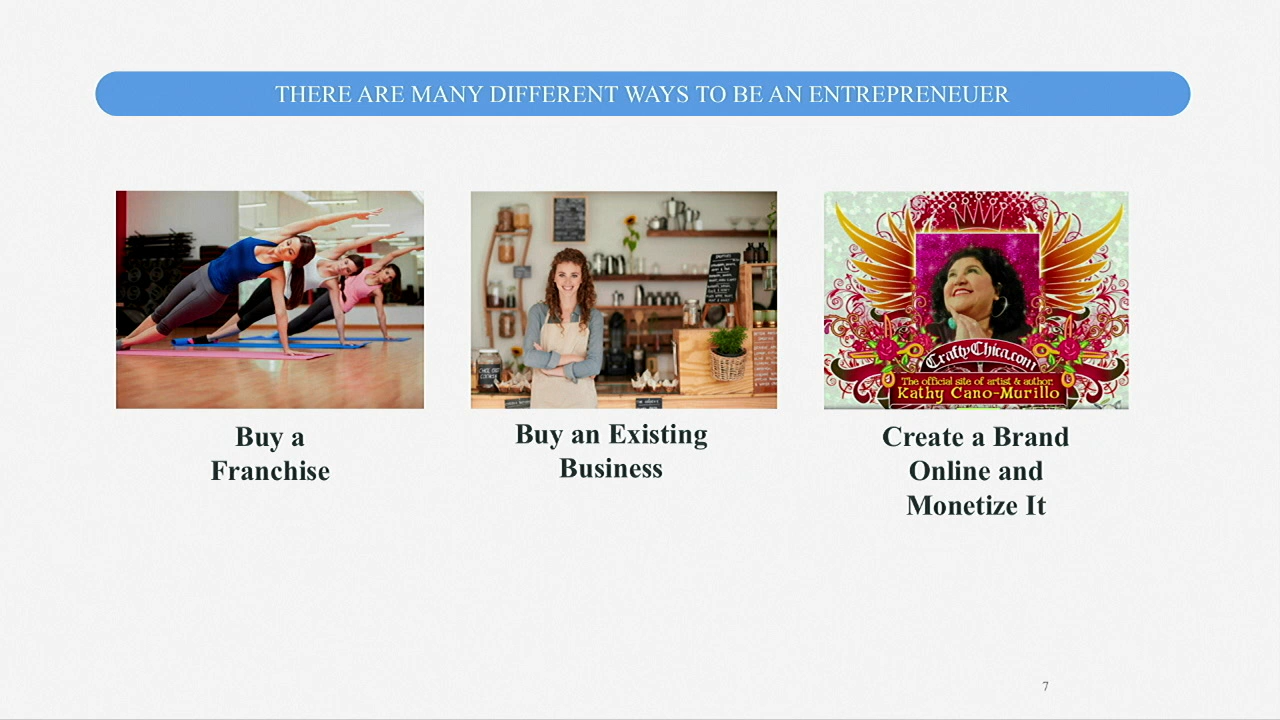 THERE ARE MANY DIFFERENT WAYS TO BE AN ENTREPRENEUER
CraftyChica.com
The official site of artist & author,
Kathy Cano-Murillo
Buy a
Franchise
Buy an Existing
Business
Create a Brand
Online and
Monetize It
7